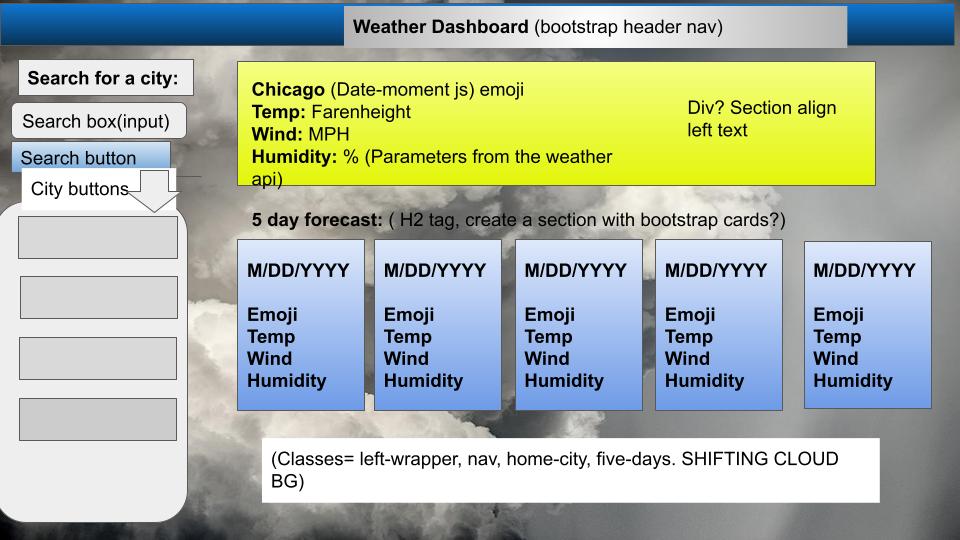 Weather Dashboard (bootstrap header nav)
Search for a city:
Search box(input)
Search button
City buttons
Chicago (Date-moment js) emoji
Temp: Farenheight
Wind: MPH
Humidity: % (Parameters from the weather
api)
Div? Section align
left text
5 day forecast: ( H2 tag, create a section with bootstrap cards?)
M/DD/YYYY
Emoji
Temp
Wind
Humidity
M/DD/YYYY
Emoji
Temp
Wind
Humidity
M/DD/YYYY
Emoji
Temp
Wind
Humidity
M/DD/YYYY
Emoji
Temp
Wind
Humidity
M/DD/YYYY
Emoji
Temp
Wind
Humidity
(Classes= left-wrapper, nav, home-city, five-days. SHIFTING CLOUD
BG)